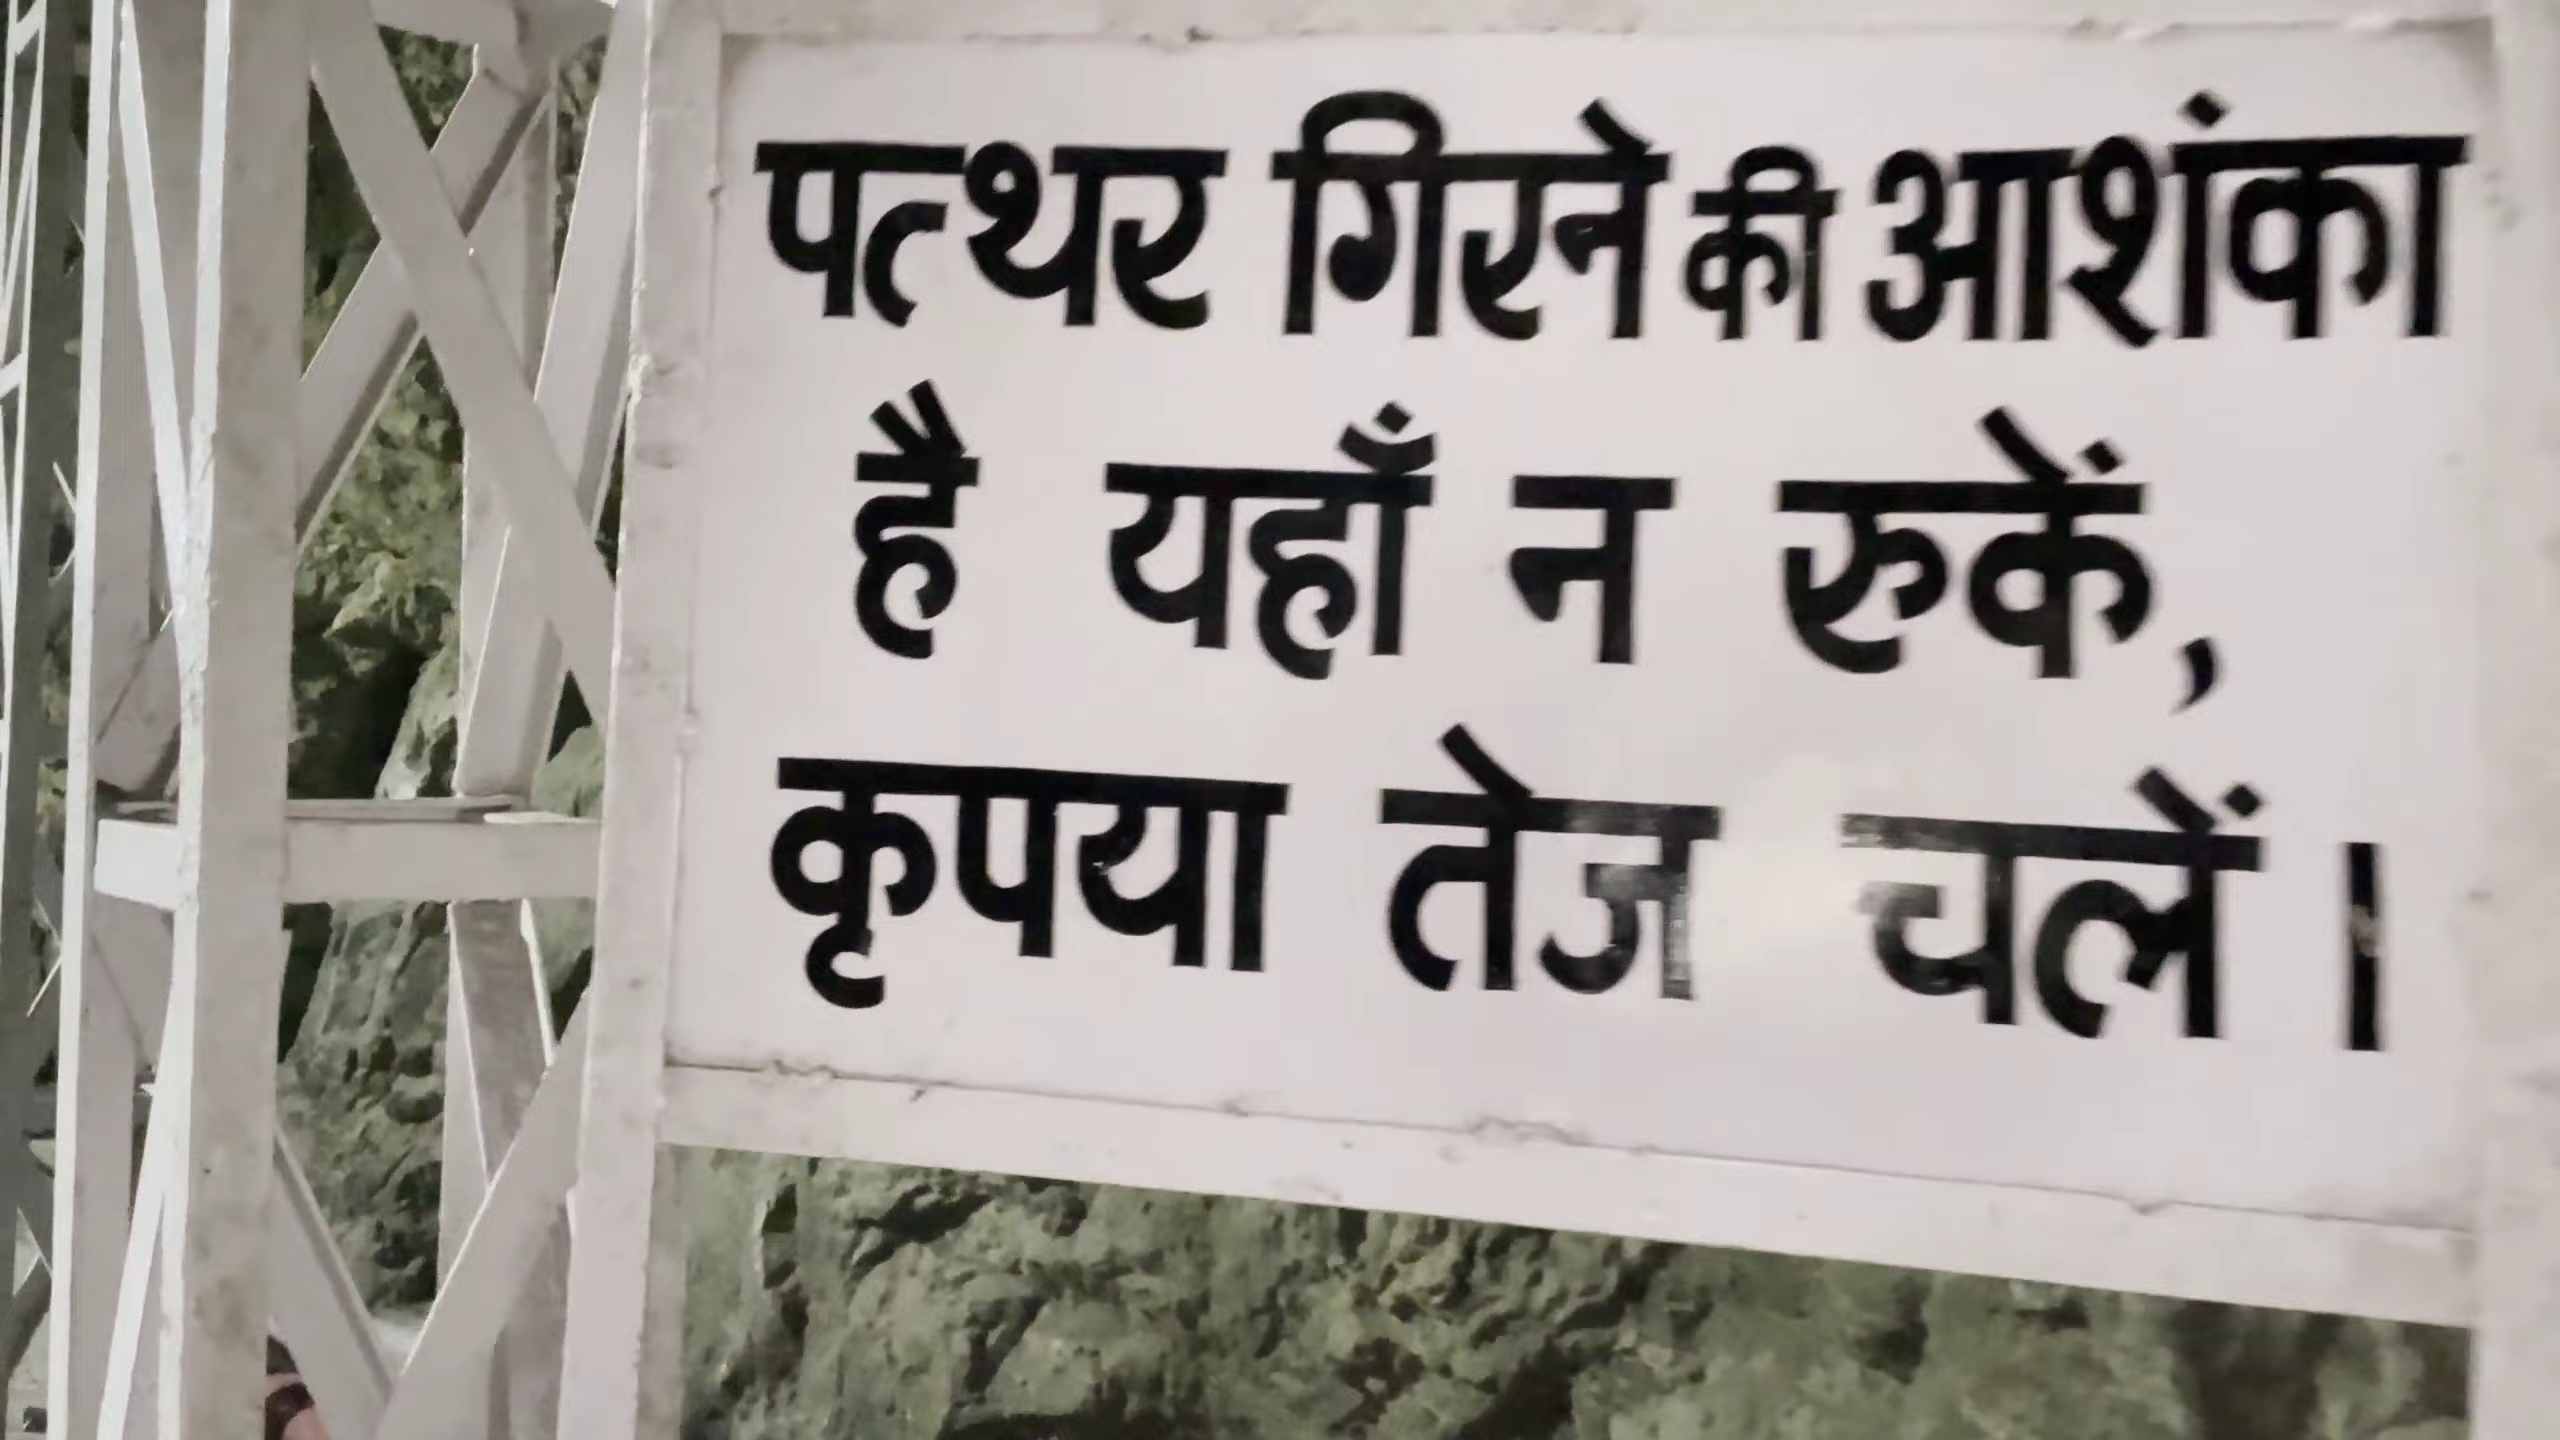 पत्थर गिरने की आशंका
है यहाँ न रुकें,
कृपया तेज चलें।